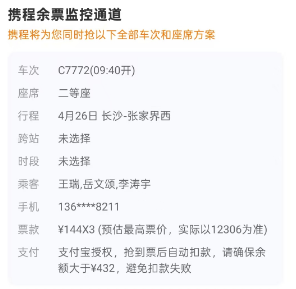 携程余票监控通道
携程将为您同时抢以下全部车次和座席方案
车次 C7772(09:40开)
座席 二等座
行程 4月26日 长沙-张家界西
跨站 未选择
时段 未选择
乘客 王瑞,岳文颂,李涛宇
手机 136****8211
票款 ¥144X3 (预估最高票价，实际以12306为准)
支付 支付宝授权，抢到票后自动扣款，请确保余
额大于¥432，避免扣款失败